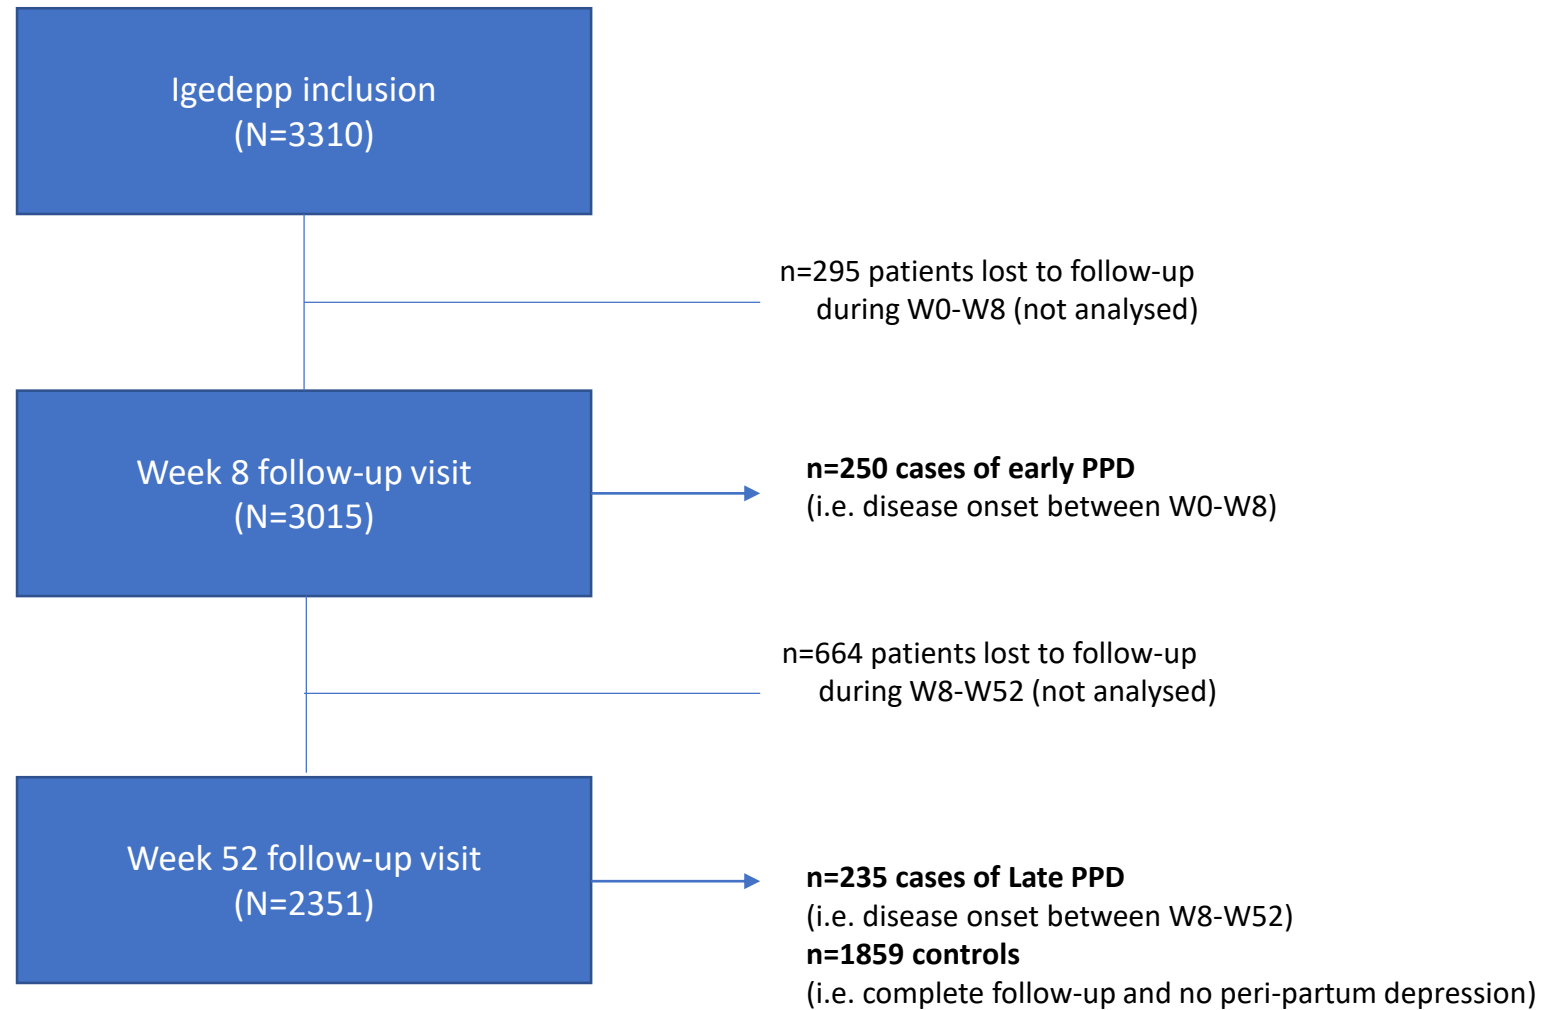 Igedepp inclusion
(N=3310)
n=295 patients lost to follow-up
during W0-W8 (not analysed)
Week 8 follow-up visit
(N=3015)
n=250 cases of early PPD
(i.e. disease onset between W0-W8)
n=664 patients lost to follow-up
during W8-W52 (not analysed)
Week 52 follow-up visit
(N=2351)
n=235 cases of Late PPD
(i.e. disease onset between W8-W52)
n=1859 controls
(i.e. complete follow-up and no peri-partum depression)